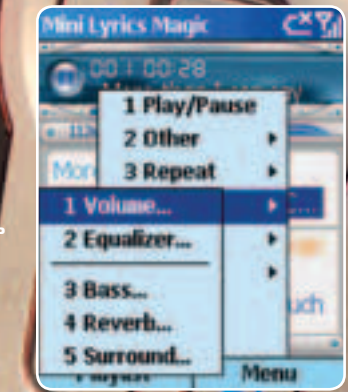 Mini Lyrics Magic
00:28
1 Play/Pause
2 Other
3 Repeat
1 Volume...
2 Equalizer...
3 Bass...
4 Reverb...
5 Surround...
Menu